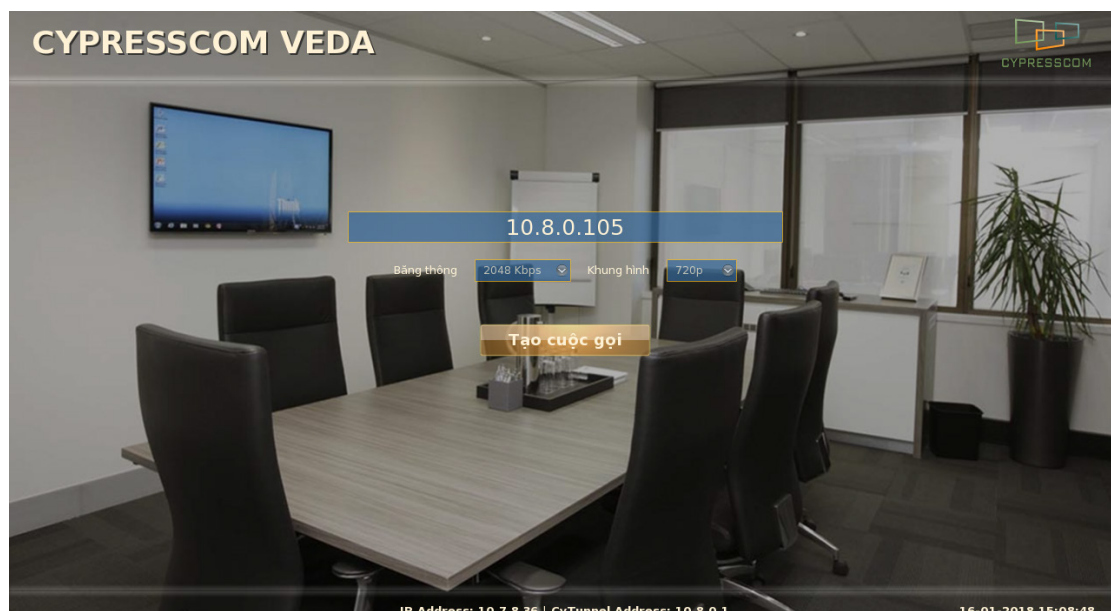 CYPRESSCOM VEDA
CYPRESSCOM
10.8.0.105
Băng thông 2048 Kbps Khung hình 720p
Tạo cuộc gọi
IP Address: 10.7.8.36 | CyTunnel Address: 10.8.0.1
16-01-2018 15:08:48